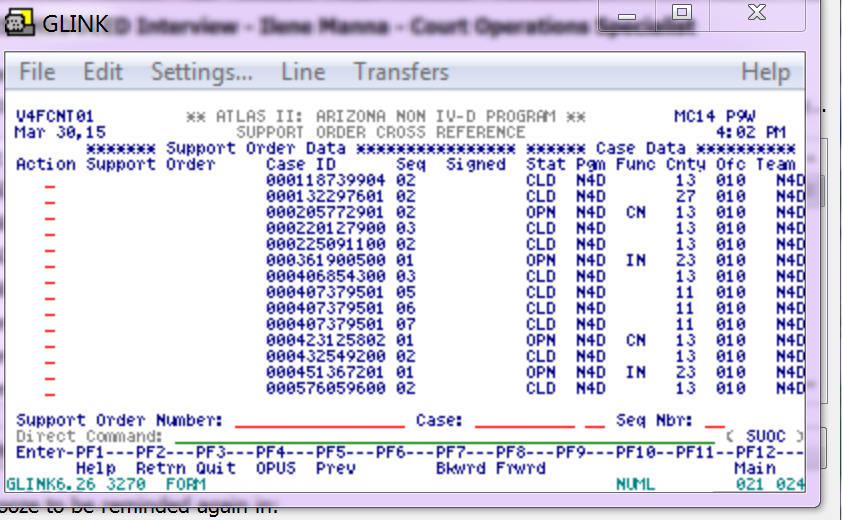 GLINK
ED Interview - Ilene Manna - Court Operations Specialist
File Edit Settings... Line Transfers Help
V4FCNT01 ** ATLAS II: ARIZONA NON IV-D PROGRAM ** MC14 P9W
Mar 30,15 SUPPORT ORDER CROSS REFERENCE 4:02 PM
******* Support Order Data **************** ****** Case Data **********
Action Support Order Case ID Seq Signed Stat Pgm Func Cnty Ofc Team
_ 000118739904 02 CLD N4D 13 010 N4D
_ 000132297601 02 CLD N4D 27 010 N4D
_ 000205772901 02 OPN N4D CN 13 010 N4D
_ 000220127900 03 CLD N4D 13 010 N4D
_ 000225091100 02 CLD N4D 13 010 N4D
_ 000361900500 01 OPN N4D IN 23 010 N4D
_ 000406854300 03 CLD N4D 13 010 N4D
_ 000407379501 05 CLD N4D 11 010 N4D
_ 000407379501 06 CLD N4D 11 010 N4D
_ 000407379501 07 CLD N4D 11 010 N4D
_ 000423125802 01 OPN N4D CN 13 010 N4D
_ 000432549200 02 CLD N4D 13 010 N4D
_ 000451367201 01 OPN N4D IN 23 010 N4D
_ 000576059600 02 CLD N4D 13 010 N4D
Support Order Number: _________________ Case: __________ __ Seq Nbr: __
Direct Command: ______________________________________________________ ( SUOC )
Enter-PF1---PF2---PF3---PF4---PF5---PF6---PF7---PF8---PF9---PF10--PF11--PF12---
Help Retrn Quit OPUS Prev Bkwrd Frwrd Main
GLINK6.26 3270 FORM NUML 021 024
ooze to be reminded again in: